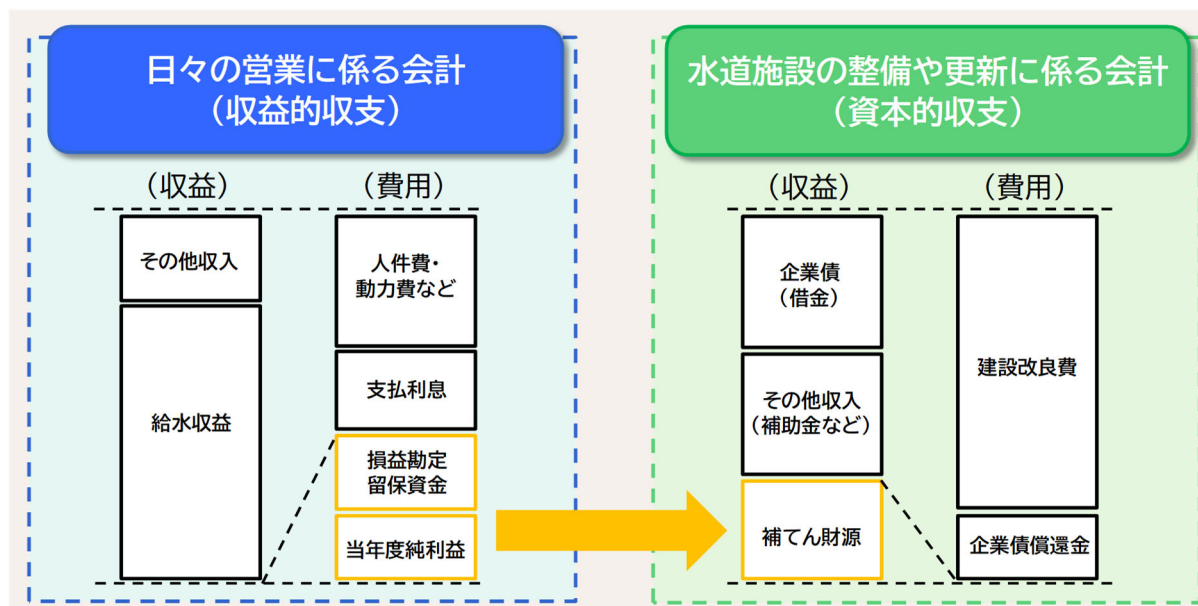 日々の営業に係る会計
（収益的収支）
（収益）
（費用）
その他収入
給水収益
人件費・
動力費など
支払利息
損益勘定
留保資金
当年度純利益
水道施設の整備や更新に係る会計
（資本的収支）
（収益）
（費用）
企業債
（借金）
その他収入
（補助金など）
補てん財源
建設改良費
企業債償還金